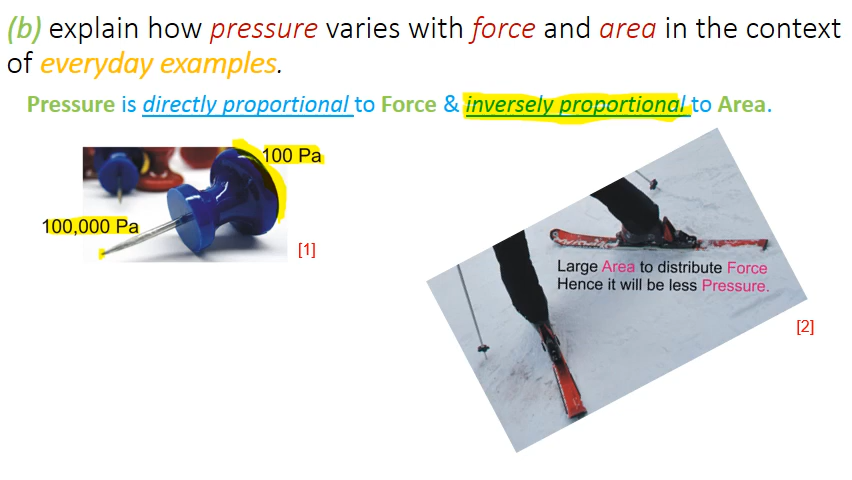 (b) explain how pressure varies with force and area in the context
of everyday examples.
Pressure is directly proportional to Force & inversely proportional to Area.
100 Pa
100,000 Pa
[1]
Large Area to distribute Force
Hence it will be less Pressure.
[2]